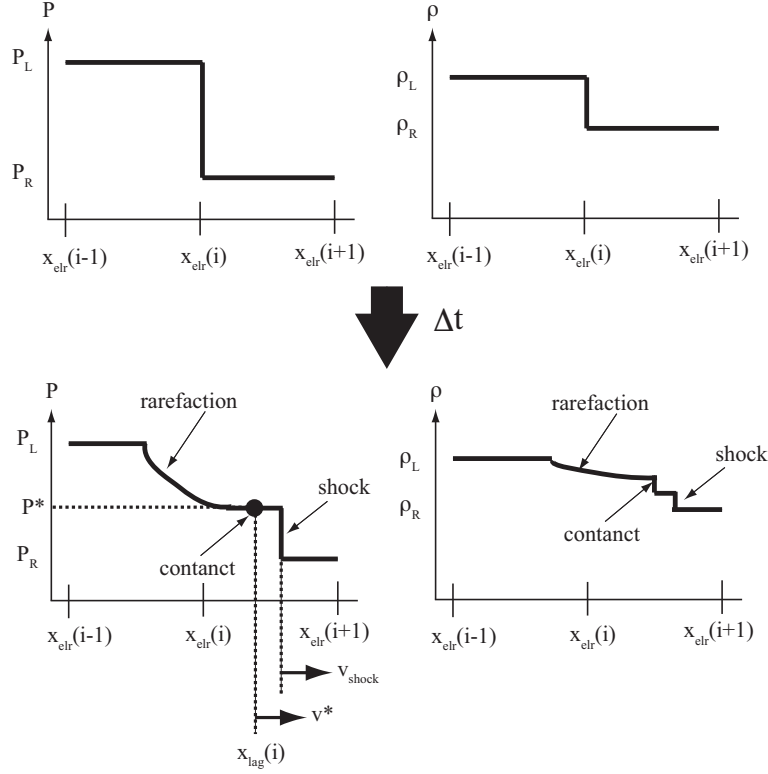 P
P_L
P_R
x_elr(i-1)
x_elr(i)
x_elr(i+1)
ρ
ρ_L
ρ_R
x_elr(i-1)
x_elr(i)
x_elr(i+1)
Δt
P
rarefaction
P_L
shock
P*
P_R
contanct
x_elr(i-1)
x_elr(i)
x_elr(i+1)
v_shock
v*
x_lag(i)
ρ
rarefaction
ρ_L
shock
ρ_R
contanct
x_elr(i-1)
x_elr(i)
x_elr(i+1)